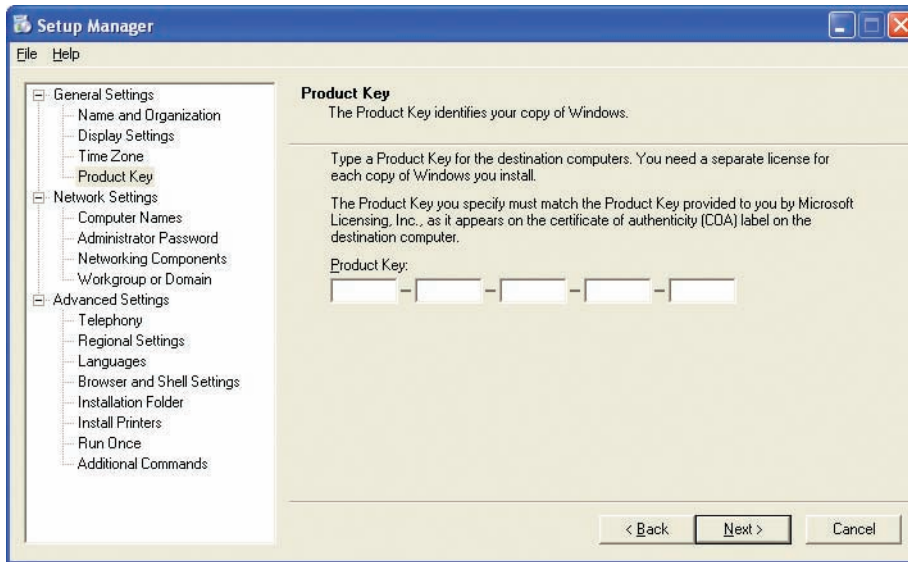 Setup Manager
File Help
General Settings
Name and Organization
Display Settings
Time Zone
Product Key
Network Settings
Computer Names
Administrator Password
Networking Components
Workgroup or Domain
Advanced Settings
Telephony
Regional Settings
Languages
Browser and Shell Settings
Installation Folder
Install Printers
Run Once
Additional Commands
Product Key
The Product Key identifies your copy of Windows.
Type a Product Key for the destination computers. You need a separate license for
each copy of Windows you install.
The Product Key you specify must match the Product Key provided to you by Microsoft
Licensing, Inc., as it appears on the certificate of authenticity (COA) label on the
destination computer.
Product Key:
< Back Next > Cancel